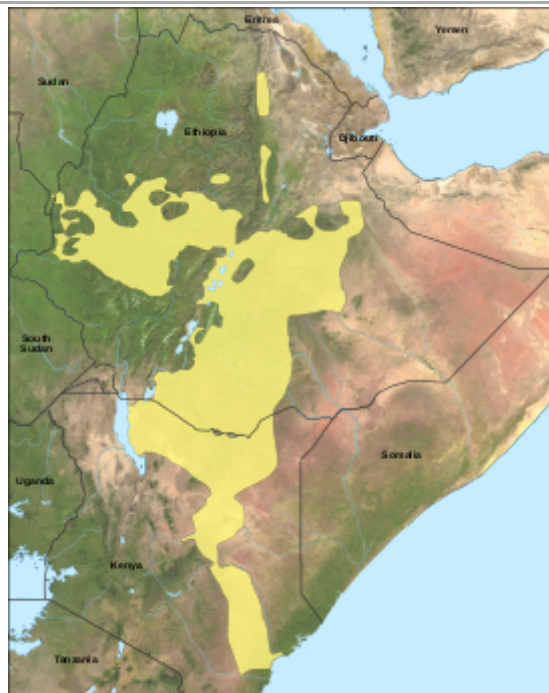 Eritrea
Yemen
Sudan
Ethiopia
Djibouti
South
Sudan
Somalia
Uganda
Kenya
Tanzania